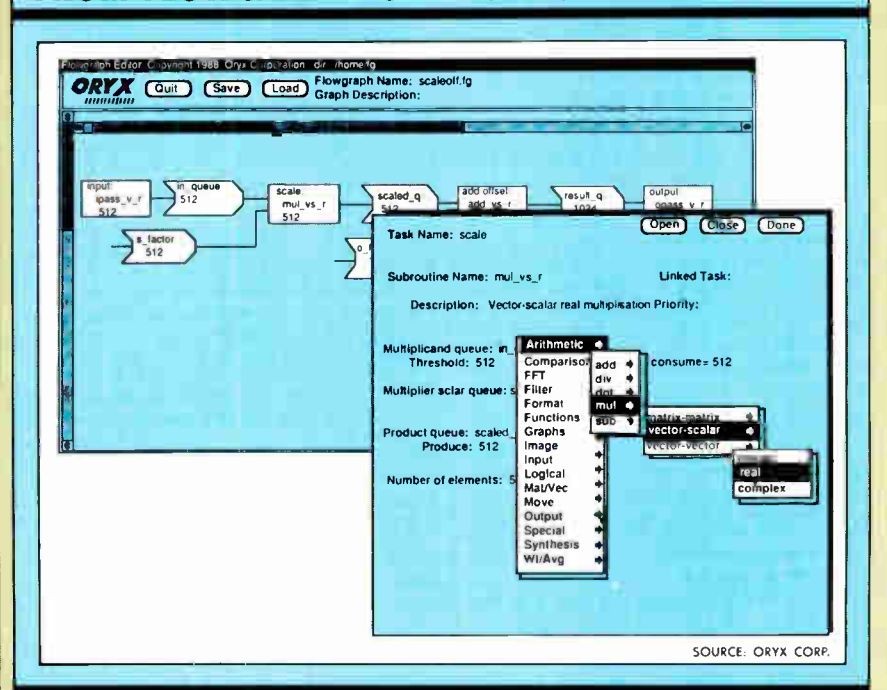 Flowgraph Editor Copyright 1988 Oryx Corporation dir /home/fg
ORYX
Quit
Save
Load
Flowgraph Name: scaleolf.fg
Graph Description:
input:
ipass_v_r
512
in_queue
512
scale:
mul_vs_r
512
scaled_q
512
add offset
add_vs_r
result_q
1024
output
opass_v_r
s_factor
512
Open
Close
Done
Task Name: scale
Subroutine Name: mul_vs_r
Linked Task:
Description: Vector-scalar real multiplication Priority:
Multiplicand queue: in_
Threshold: 512
consume= 512
Multiplier sclar queue: s
Product queue: scaled_
Produce: 512
Number of elements: 5
Arithmetic
Comparison
FFT
Filter
Format
Functions
Graphs
Image
Input
Logical
Mat/Vec
Move
Output
Special
Synthesis
WI/Avg
add
div
dot
mul
sub
matrix-matrix
vector-scalar
vector-vector
real
complex
SOURCE: ORYX CORP.